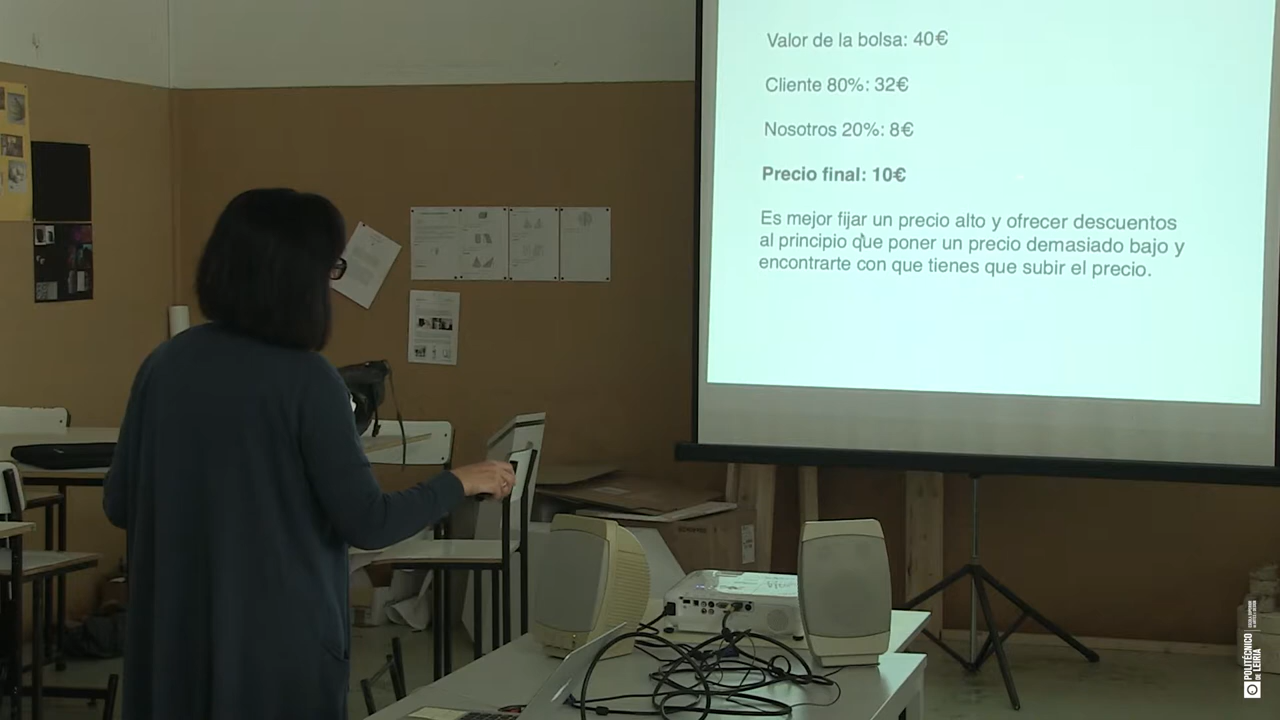 Valor de la bolsa: 40€
Cliente 80%: 32€
Nosotros 20%: 8€
Precio final: 10€
Es mejor fijar un precio alto y ofrecer descuentos
al principio que poner un precio demasiado bajo y
encontrarte con que tienes que subir el precio.
POLITÉCNICO
DE LEIRIA